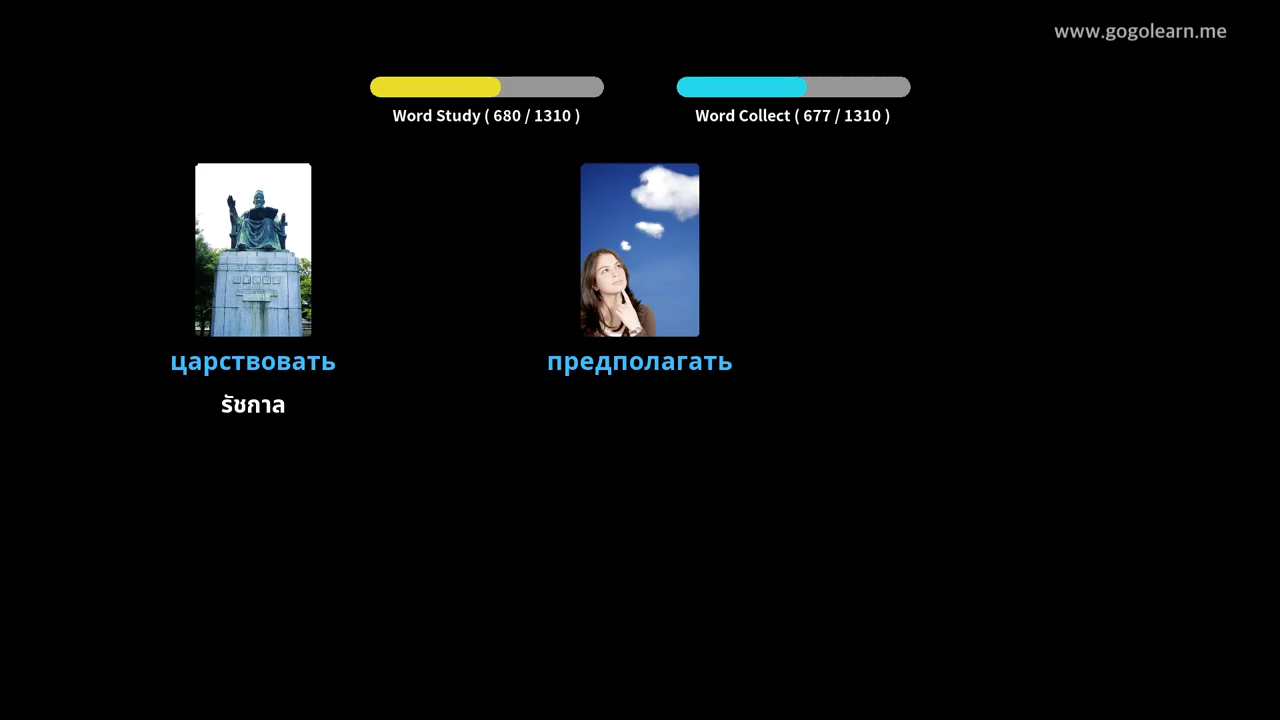 www.gogolearn.me
Word Study ( 680 / 1310 )
Word Collect ( 677 / 1310 )
царствовать
предполагать
รัชกาล